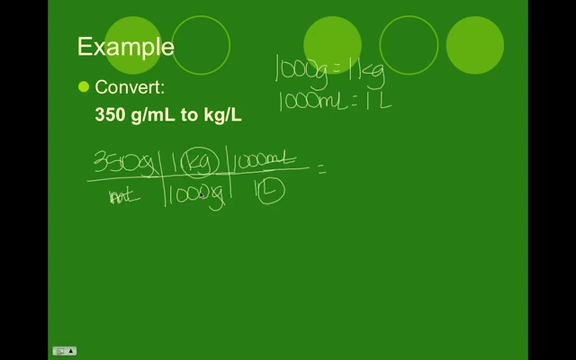 Example
1000g = 1kg
Convert:
1000mL = 1L
350 g/mL to kg/L
350g | 1kg | 1000mL =
mL | 1000g | 1L